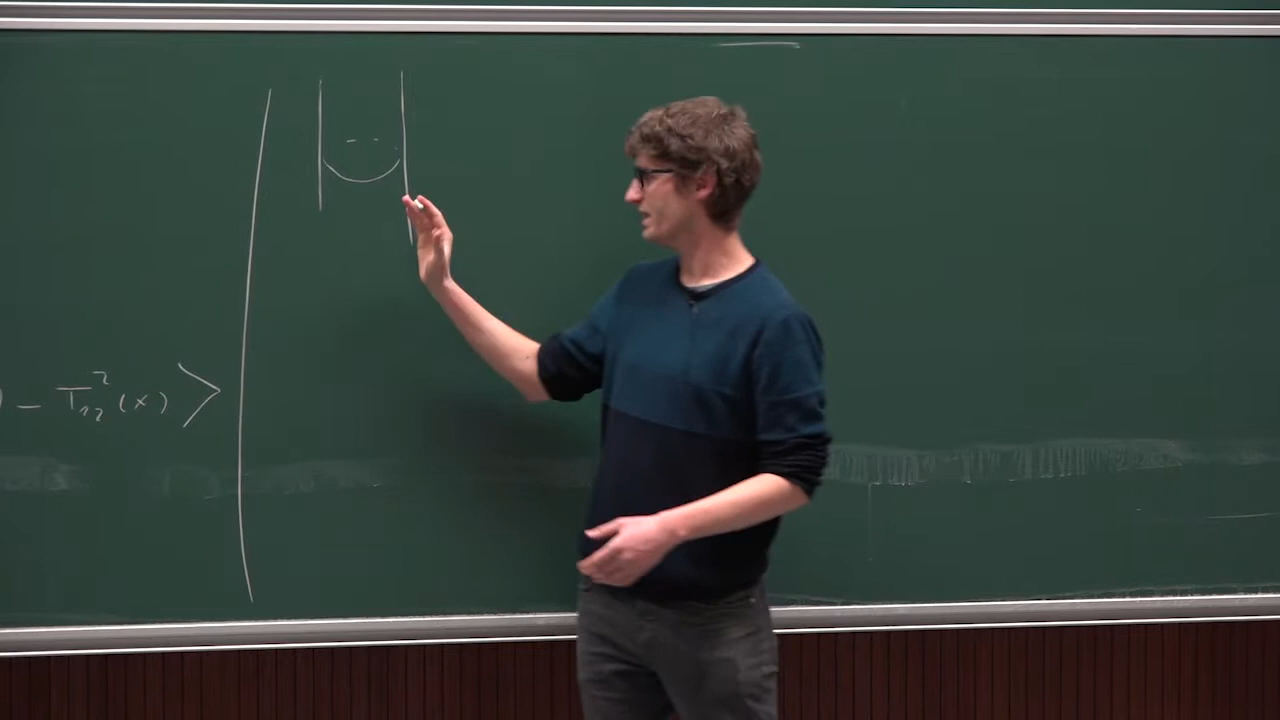 ) - T₁₂²(x) >